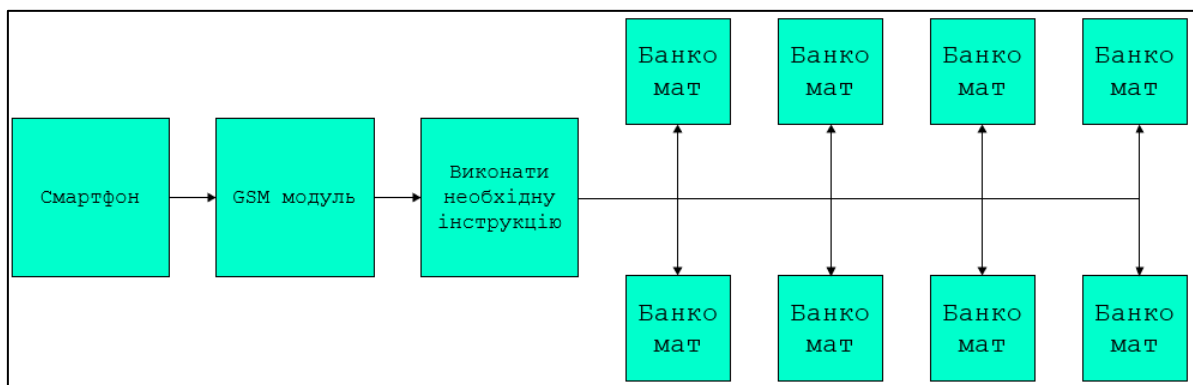 Банко
мат
Банко
мат
Банко
мат
Банко
мат
Смартфон
GSM модуль
Виконати
необхідну
інструкцію
Банко
мат
Банко
мат
Банко
мат
Банко
мат